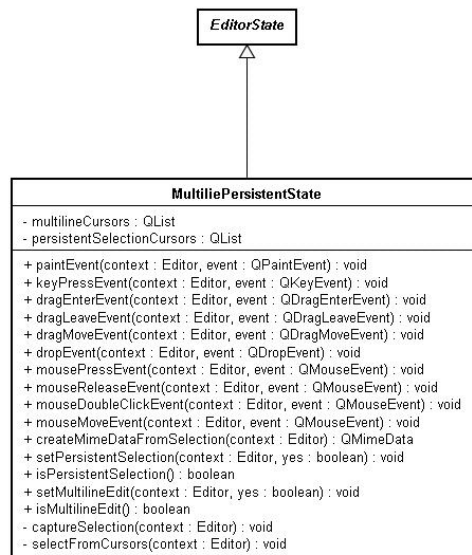 EditorState
MultiliePersistentState
- multilineCursors : QList
- persistentSelectionCursors : QList
+ paintEvent(context : Editor, event : QPaintEvent) : void
+ keyPressEvent(context : Editor, event : QKeyEvent) : void
+ dragEnterEvent(context : Editor, event : QDragEnterEvent) : void
+ dragLeaveEvent(context : Editor, event : QDragLeaveEvent) : void
+ dragMoveEvent(context : Editor, event : QDragMoveEvent) : void
+ dropEvent(context : Editor, event : QDropEvent) : void
+ mousePressEvent(context : Editor, event : QMouseEvent) : void
+ mouseReleaseEvent(context : Editor, event : QMouseEvent) : void
+ mouseDoubleClickEvent(context : Editor, event : QMouseEvent) : void
+ mouseMoveEvent(context : Editor, event : QMouseEvent) : void
+ createMimeDataFromSelection(context : Editor) : QMimeData
+ setPersistentSelection(context : Editor, yes : boolean) : void
+ isPersistentSelection() : boolean
+ setMultilineEdit(context : Editor, yes : boolean) : void
+ isMultilineEdit() : boolean
- captureSelection(context : Editor) : void
- selectFromCursors(context : Editor) : void